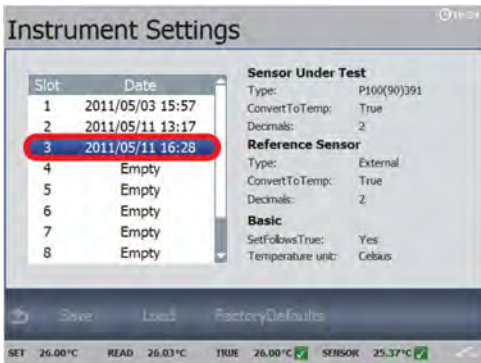 Instrument Settings
Slot Date
1 2011/05/03 15:57
2 2011/05/11 13:17
3 2011/05/11 16:28
4 Empty
5 Empty
6 Empty
7 Empty
8 Empty
Sensor Under Test
Type: P100(90)391
ConvertToTemp: True
Decimals: 2
Reference Sensor
Type: External
ConvertToTemp: True
Decimals: 2
Basic
SetFollowsTrue: Yes
Temperature unit: Celsius
Save Load FactoryDefaults
SET 26.00°C READ 26.03°C TRUE 26.00°C SENSOR 25.37°C